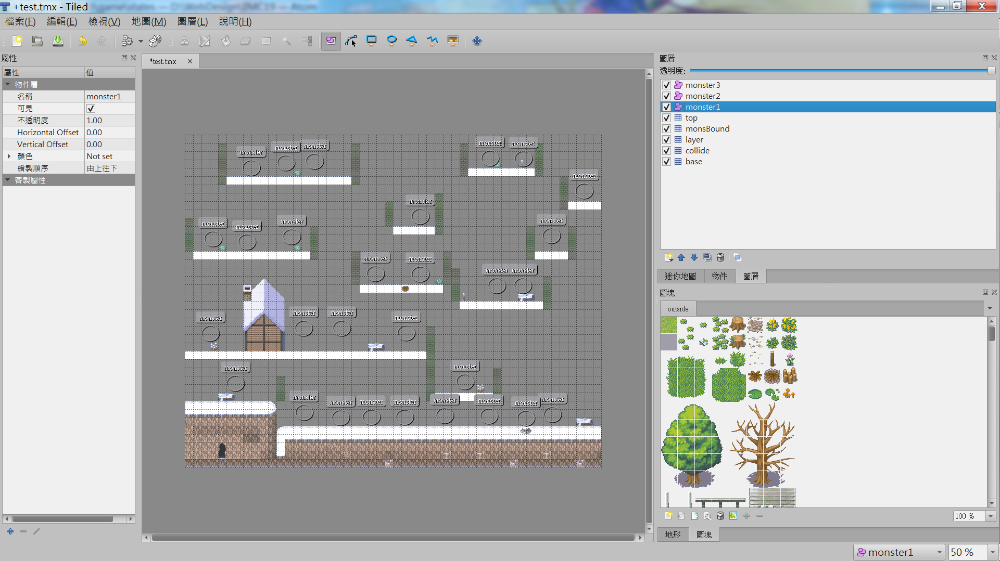 +test.tmx - Tiled
檔案(F) 編輯(E) 檢視(V) 地圖(M) 圖層(L) 說明(H)
屬性
屬性 值
物件層
名稱 monster1
可見
不透明度 1.00
Horizontal Offset 0.00
Vertical Offset 0.00
顏色 Not set
繪製順序 由上往下
客製屬性
*test.tmx
monster monster monster monster monster
monster
monster
monster monster monster monster
monster monster
monster monster
monster monster monster monster
monster monster
monster monster monster monster monster monster monster monster
圖層
透明度:
monster3
monster2
monster1
top
monsBound
layer
collide
base
迷你地圖 物件 圖層
圖塊
outside
100 %
地形 圖塊
monster1 50 %